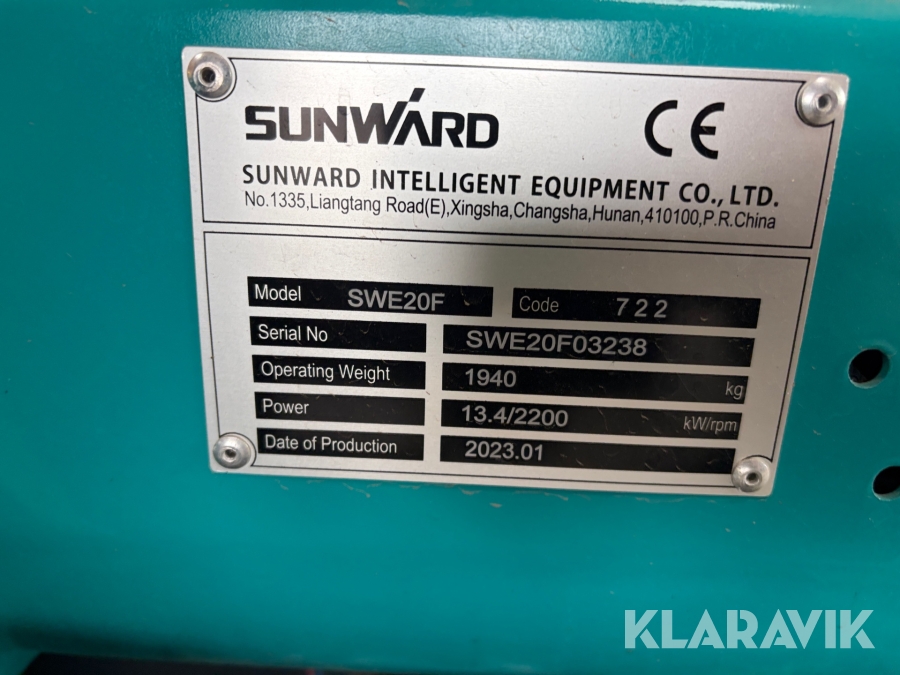 SUNWARD
CE
SUNWARD INTELLIGENT EQUIPMENT CO., LTD.
No.1335,Liangtang Road(E),Xingsha,Changsha,Hunan,410100,P.R.China
Model SWE20F Code 722
Serial No SWE20F03238
Operating Weight 1940 kg
Power 13.4/2200 kW/rpm
Date of Production 2023.01
KLARAVIK